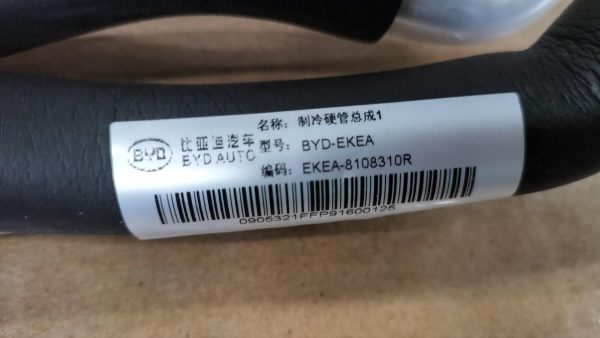 名称: 制冷硬管总成1
BYD 比亚迪汽车 型号: BYD-EKEA
BYD AUTO
编码: EKEA-8108310R
0905321FFP91600125